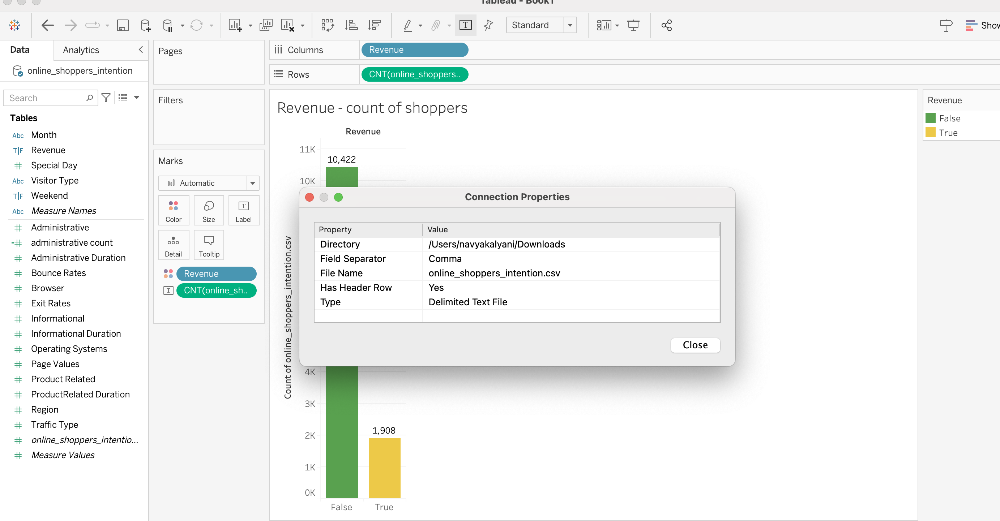 Tableau - Book1
Standard
Show
Data
Analytics
online_shoppers_intention
Search
Tables
Abc Month
T|F Revenue
# Special Day
Abc Visitor Type
T|F Weekend
Abc Measure Names
# Administrative
=# administrative count
# Administrative Duration
# Bounce Rates
# Browser
# Exit Rates
# Informational
# Informational Duration
# Operating Systems
# Page Values
# Product Related
# ProductRelated Duration
# Region
# Traffic Type
# online_shoppers_intentio...
# Measure Values
Pages
Filters
Marks
Automatic
Color
Size
Label
Detail
Tooltip
Revenue
CNT(online_sh..
Columns
Revenue
Rows
CNT(online_shoppers..
Revenue - count of shoppers
Revenue
11K
10,422
10K
Count of online_shoppers_intention.csv
Connection Properties
Property Value
Directory /Users/navyakalyani/Downloads
Field Separator Comma
File Name online_shoppers_intention.csv
Has Header Row Yes
Type Delimited Text File
Close
4K
3K
2K
1,908
1K
0K
False
True
Revenue
False
True